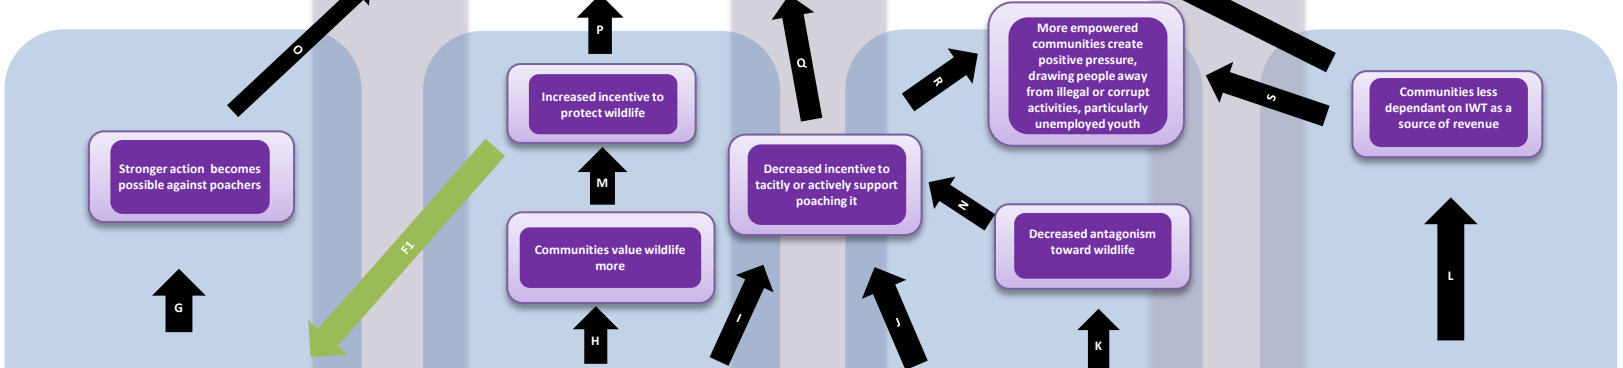 O
P
Q
R
More empowered
communities create
positive pressure,
drawing people away
from illegal or corrupt
activities, particularly
unemployed youth
S
Communities less
dependant on IWT as a
source of revenue
Increased incentive to
protect wildlife
Stronger action becomes
possible against poachers
M
Decreased incentive to
tacitly or actively support
poaching it
N
Decreased antagonism
toward wildlife
F1
Communities value wildlife
more
G
H
I
J
K
L